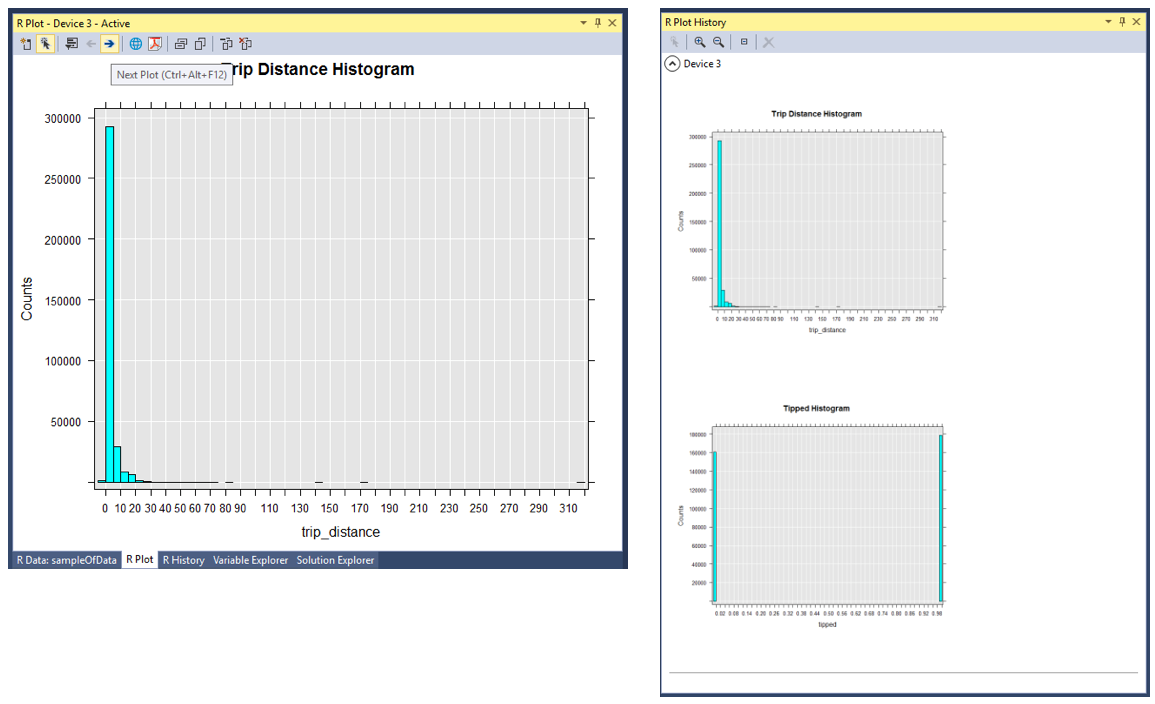 R Plot - Device 3 - Active
Next Plot (Ctrl+Alt+F12)
Trip Distance Histogram
300000
250000
200000
150000
100000
50000
Counts
0 10 20 30 40 50 60 70 80 90 110 130 150 170 190 210 230 250 270 290 310
trip_distance
R Data: sampleOfData R Plot R History Variable Explorer Solution Explorer
R Plot History
Device 3
Trip Distance Histogram
300000
250000
200000
150000
100000
50000
Counts
0 10 20 30 40 50 60 70 80 90 110 130 150 170 190 210 230 250 270 290 310
trip_distance
Tipped Histogram
180000
160000
140000
120000
100000
80000
60000
40000
20000
Counts
0.02 0.08 0.14 0.20 0.26 0.32 0.38 0.44 0.50 0.56 0.62 0.68 0.74 0.80 0.86 0.92 0.98
tipped